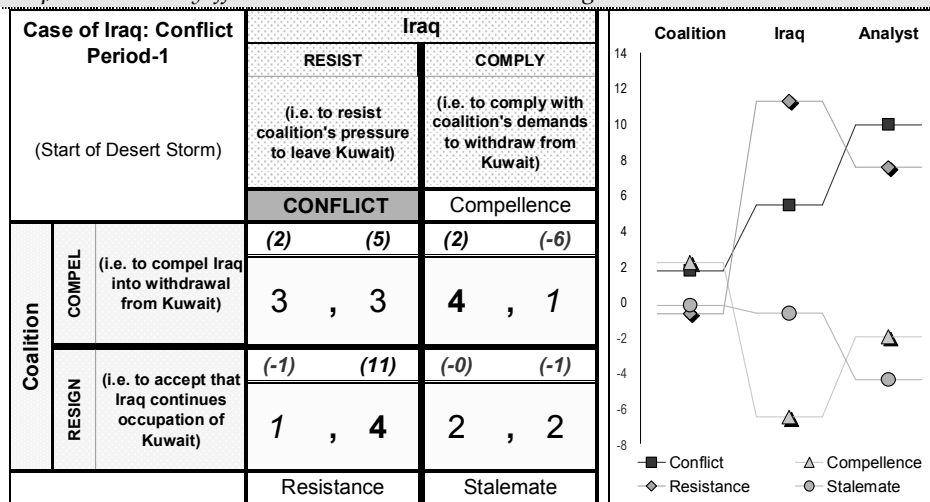 Case of Iraq: Conflict
Period-1
(Start of Desert Storm)
Iraq
RESIST
COMPLY
(i.e. to resist
coalition's pressure
to leave Kuwait)
(i.e. to comply with
coalition's demands
to withdraw from
Kuwait)
CONFLICT
Compellence
Coalition
COMPEL
(i.e. to compel Iraq
into withdrawal
from Kuwait)
(2) (5) (2) (-6)
3 , 3 4 , 1
RESIGN
(i.e. to accept that
Iraq continues
occupation of
Kuwait)
(-1) (11) (-0) (-1)
1 , 4 2 , 2
Resistance
Stalemate
Coalition Iraq Analyst
14
12
10
8
6
4
2
0
-2
-4
-6
-8
Conflict
Compellence
Resistance
Stalemate